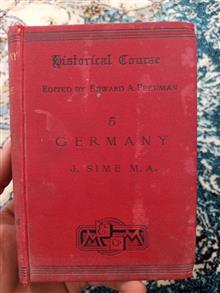 Historical Course
EDITED BY EDWARD A. FREEMAN
5
GERMANY
J. SIME M.A.